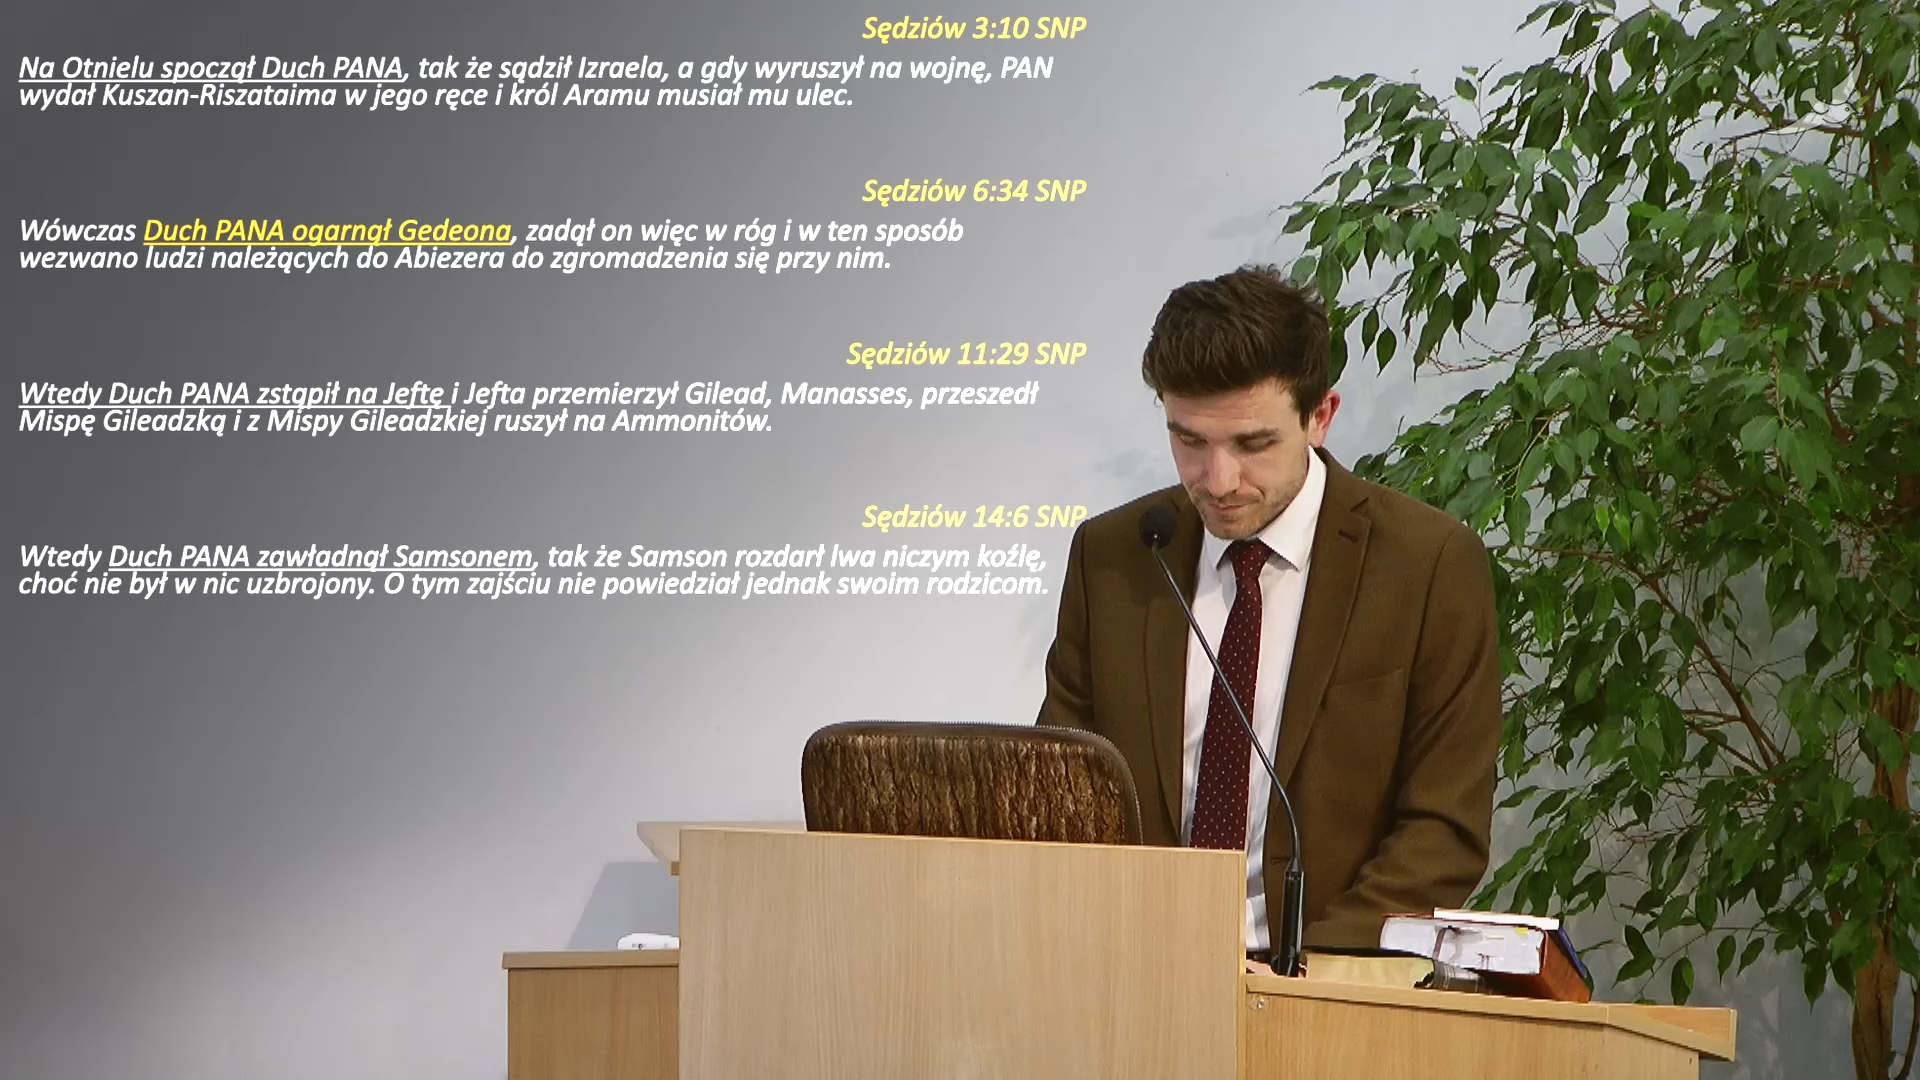 Sędziów 3:10 SNP
Na Otnielu spoczął Duch PANA, tak że sądził Izraela, a gdy wyruszył na wojnę, PAN
wydał Kuszan-Riszataima w jego ręce i król Aramu musiał mu ulec.
Sędziów 6:34 SNP
Wówczas Duch PANA ogarnął Gedeona, zadął on więc w róg i w ten sposób
wezwano ludzi należących do Abiezera do zgromadzenia się przy nim.
Sędziów 11:29 SNP
Wtedy Duch PANA zstąpił na Jeftę i Jefta przemierzył Gilead, Manasses, przeszedł
Mispę Gileadzką i z Mispy Gileadzkiej ruszył na Ammonitów.
Sędziów 14:6 SNP
Wtedy Duch PANA zawładnął Samsonem, tak że Samson rozdarł lwa niczym koźlę,
choć nie był w nic uzbrojony. O tym zajściu nie powiedział jednak swoim rodzicom.